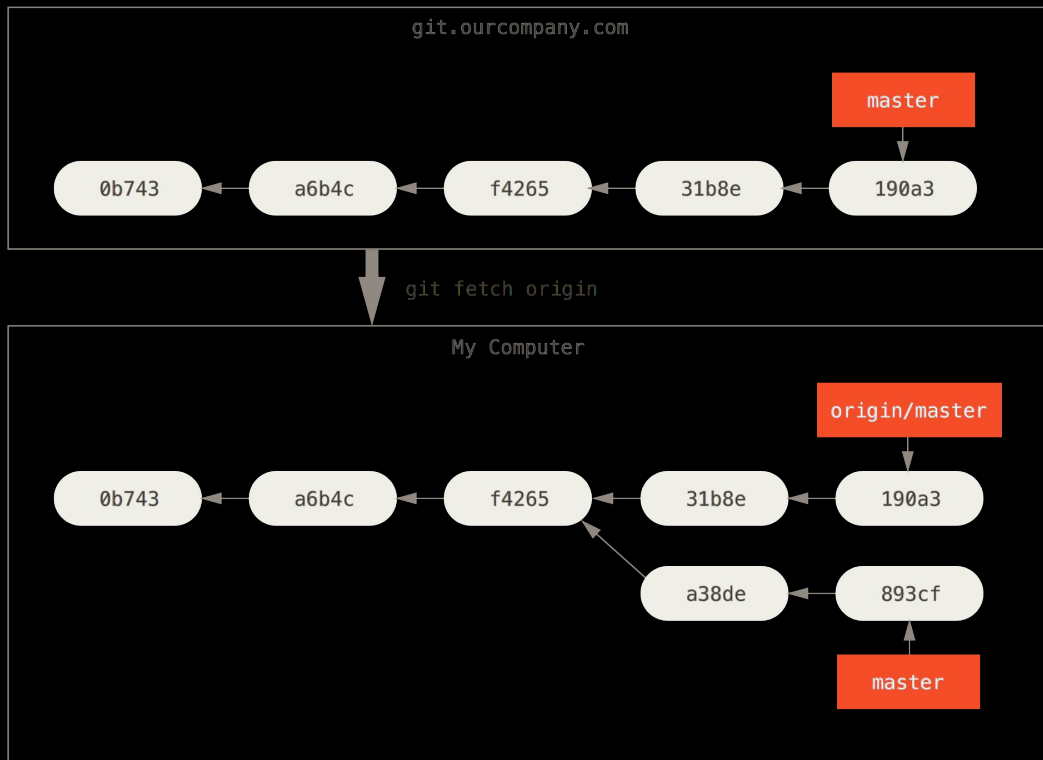 git.ourcompany.com
master
0b743 a6b4c f4265 31b8e 190a3
git fetch origin
My Computer
origin/master
0b743 a6b4c f4265 31b8e 190a3
a38de 893cf
master